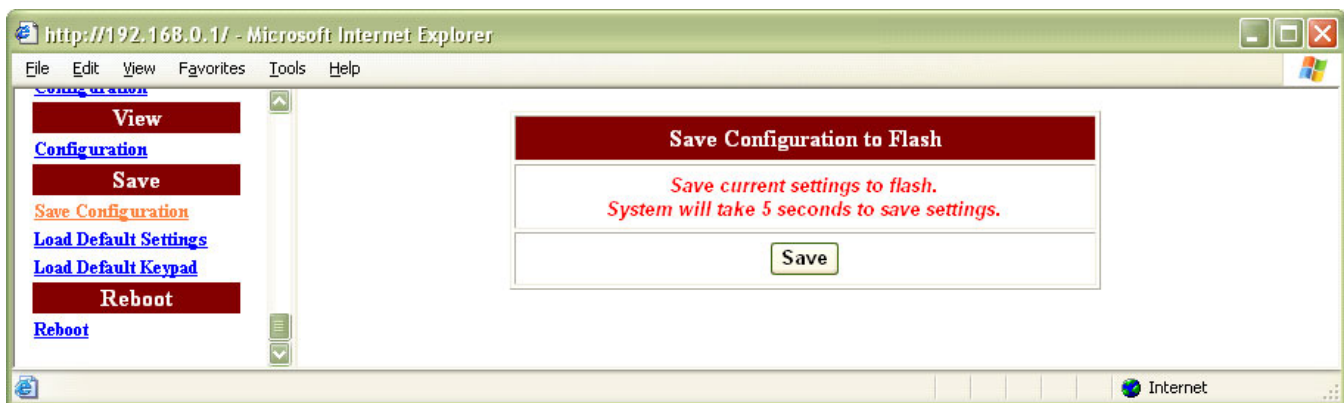 http://192.168.0.1/ - Microsoft Internet Explorer
File Edit View Favorites Tools Help
Configuration
View
Configuration
Save
Save Configuration
Load Default Settings
Load Default Keypad
Reboot
Reboot
Save Configuration to Flash
Save current settings to flash.
System will take 5 seconds to save settings.
Save
Internet